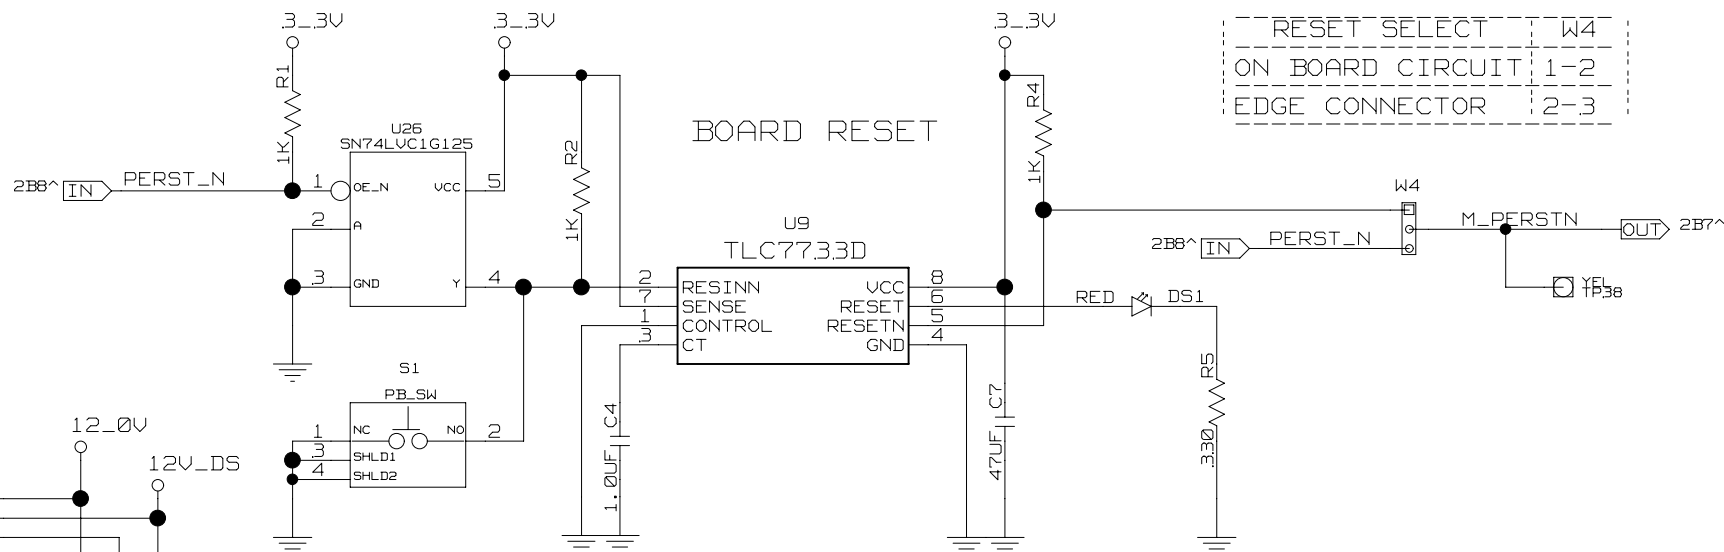 3_3V
3_3V
3_3V
RESET SELECT W4
ON BOARD CIRCUIT 1-2
EDGE CONNECTOR 2-3
R1
1K
U26
SN74LVC1G125
2B8^ IN PERST_N
1 OE_N VCC 5
2 A
3 GND Y 4
R2
1K
BOARD RESET
U9
TLC7733D
2 RESINN VCC 8
7 SENSE RESET 6
1 CONTROL RESETN 5
3 CT GND 4
R4
1K
W4
M_PERSTN
OUT 2B7^
2B8^ IN PERST_N
YEL
TP38
RED DS1
S1
PB_SW
1 NC NO 2
3 SHLD1
4 SHLD2
C4
1.0UF
C7
47UF
R5
330
12_0V
12V_DS